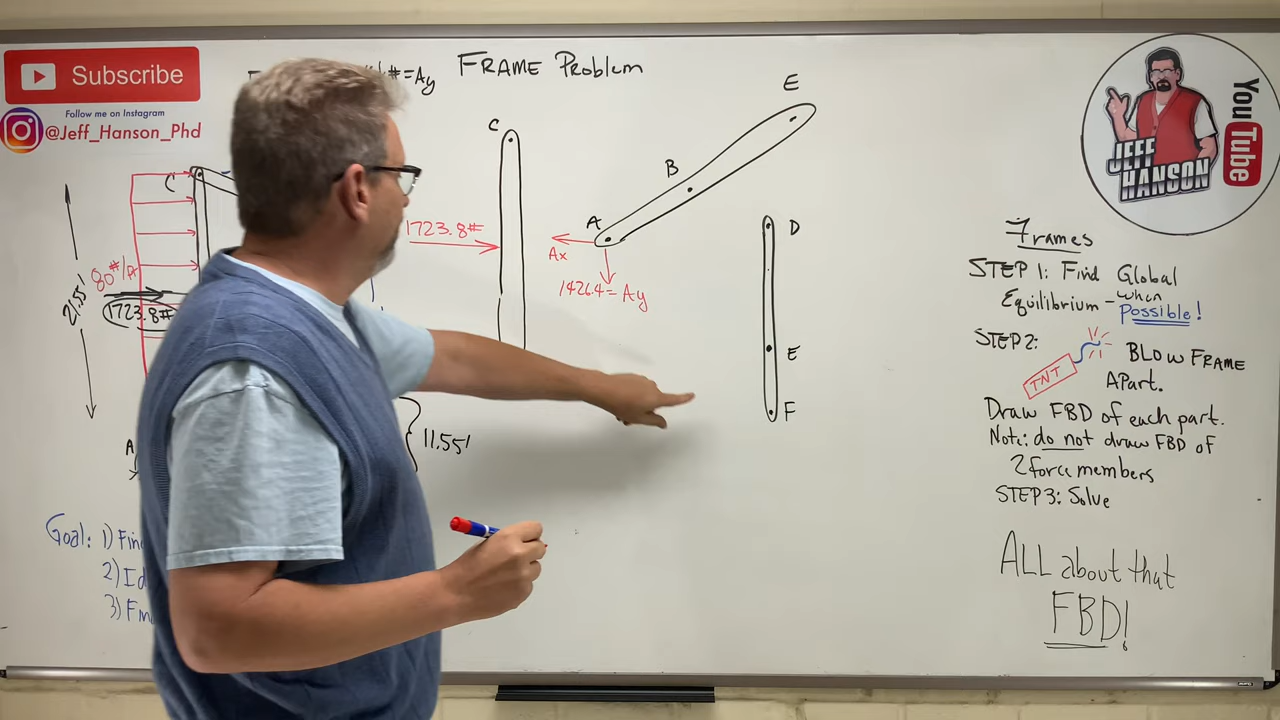 Subscribe
Follow me on Instagram
@Jeff_Hanson_Phd
#=Ay
FRAME Problem
C
80#/ft
1723.8#
21.55'
A
11.55'
C
1723.8#
A
B
E
Ax
1426.4=Ay
D
E
F
Goal: 1) Fin
2) Id
3) Fin
JEFF
HANSON
YouTube
Frames
STEP 1: Find Global
Equilibrium - when
Possible!
STEP 2:
TNT
BLOW FRAME
APart.
Draw FBD of each part.
Note: do not draw FBD of
2 force members
STEP 3: Solve
ALL about that
FBD!